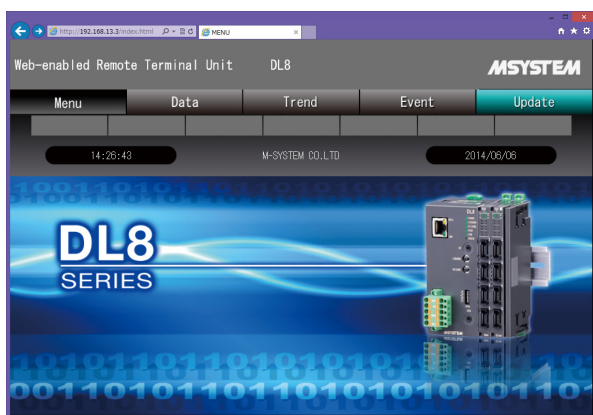 http://192.168.13.3/index.html
MENU
Web-enabled Remote Terminal Unit DL8
MSYSTEM
Menu Data Trend Event Update
14:26:43 M-SYSTEM CO.LTD 2014/06/06
DL8
SERIES
DL8